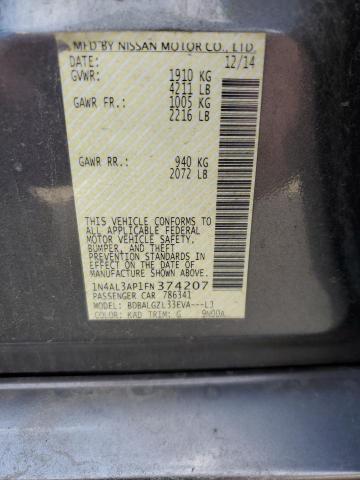 MFD BY NISSAN MOTOR CO., LTD.
DATE: 12/14
GVWR: 1910 KG
4211 LB
GAWR FR.: 1005 KG
2216 LB
GAWR RR.: 940 KG
2072 LB
THIS VEHICLE CONFORMS TO
ALL APPLICABLE FEDERAL
MOTOR VEHICLE SAFETY,
BUMPER, AND THEFT
PREVENTION STANDARDS
IN EFFECT ON THE DATE OF
MANUFACTURE SHOWN ABOVE.
1N4AL3AP1FN374207
PASSENGER CAR 786341
MODEL: BDBALGZL33EVA---L3
COLOR: KAD TRIM: G